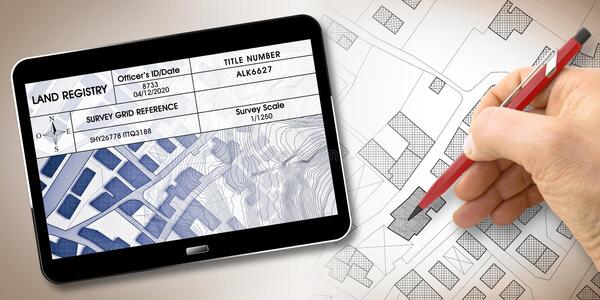 LAND REGISTRY
Officer's ID/Date
8733
04/12/2020
TITLE NUMBER
ALK6627
SURVEY GRID REFERENCE
SHY26778 ITTQ3188
Survey Scale
1/1250
O
E
S